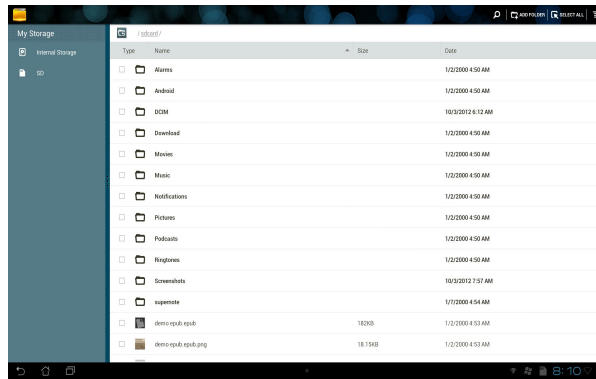 ADD FOLDER SELECT ALL
My Storage
/ sdcard /
Internal Storage
SD
Type Name Size Date
Alarms 1/2/2000 4:50 AM
Android 1/2/2000 4:50 AM
DCIM 10/3/2012 6:12 AM
Download 1/2/2000 4:50 AM
Movies 1/2/2000 4:50 AM
Music 1/2/2000 4:50 AM
Notifications 1/2/2000 4:50 AM
Pictures 1/2/2000 4:50 AM
Podcasts 1/2/2000 4:50 AM
Ringtones 1/2/2000 4:50 AM
Screenshots 10/3/2012 7:57 AM
supernote 1/7/2000 4:54 AM
demo epub.epub 182KB 1/2/2000 4:53 AM
demo epub.epub.png 18.15KB 1/2/2000 4:53 AM
8:10